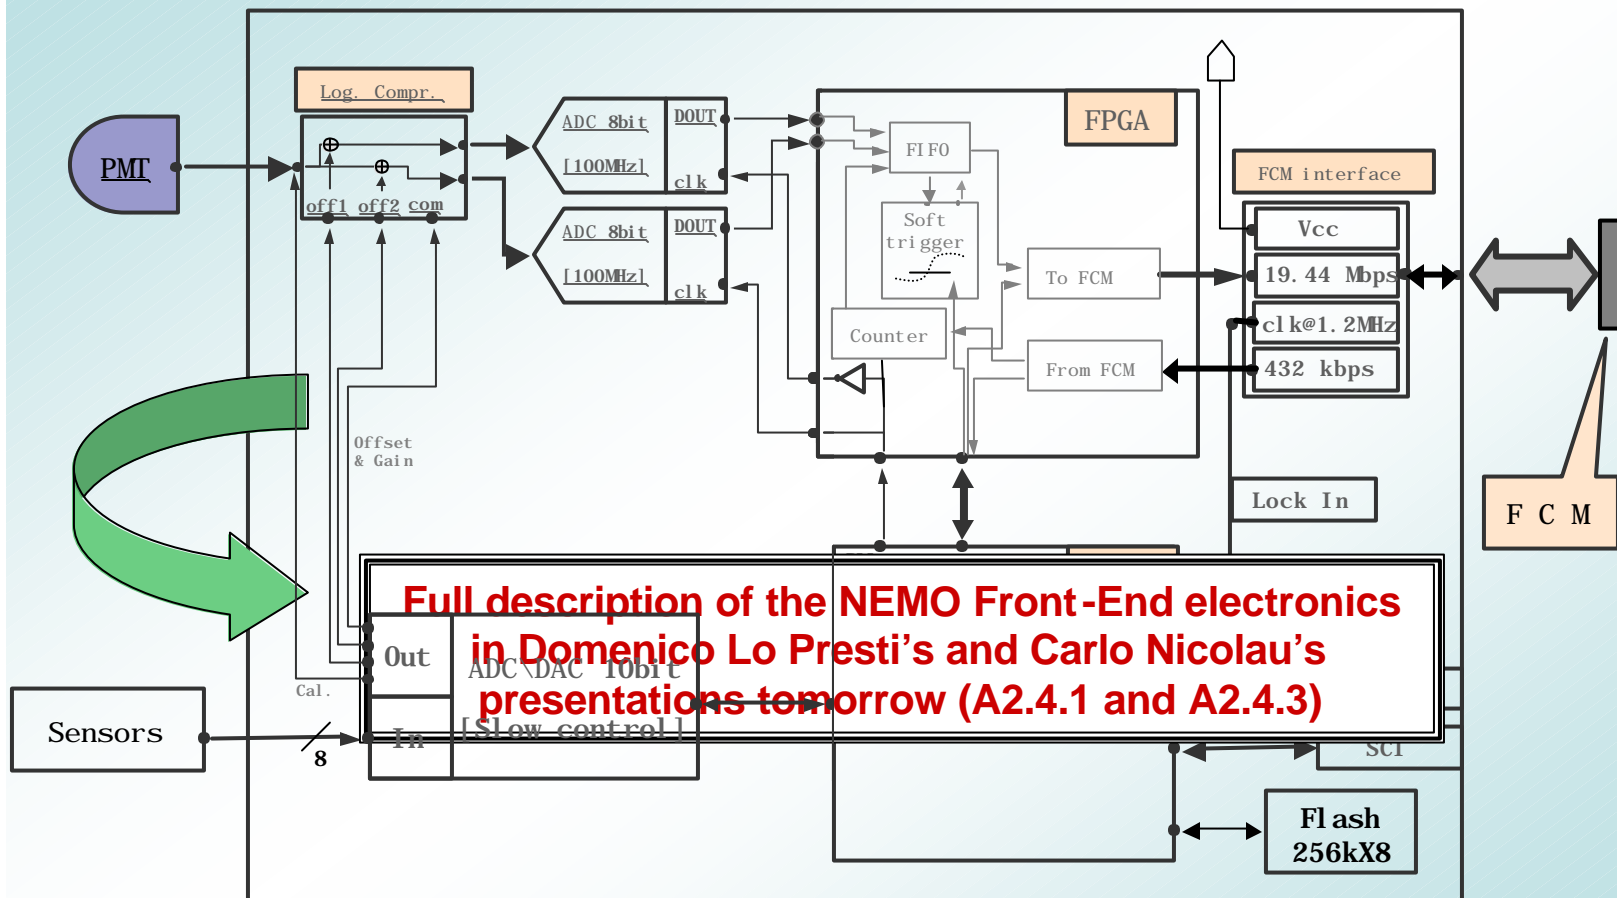 Log. Compr.
PMT
off1 off2 com
ADC 8bit
[100MHz]
DOUT
clk
ADC 8bit
[100MHz]
DOUT
clk
FPGA
FIFO
Soft
trigger
Counter
To FCM
From FCM
FCM interface
Vcc
19.44 Mbps
clk@1.2MHz
432 kbps
Lock In
F C M
Offset
& Gain
Cal.
Full description of the NEMO Front-End electronics
in Domenico Lo Presti’s and Carlo Nicolau’s
presentations tomorrow (A2.4.1 and A2.4.3)
Out
In
ADC\DAC 10bit
[Slow control]
Sensors
8
SCI
Flash
256kX8